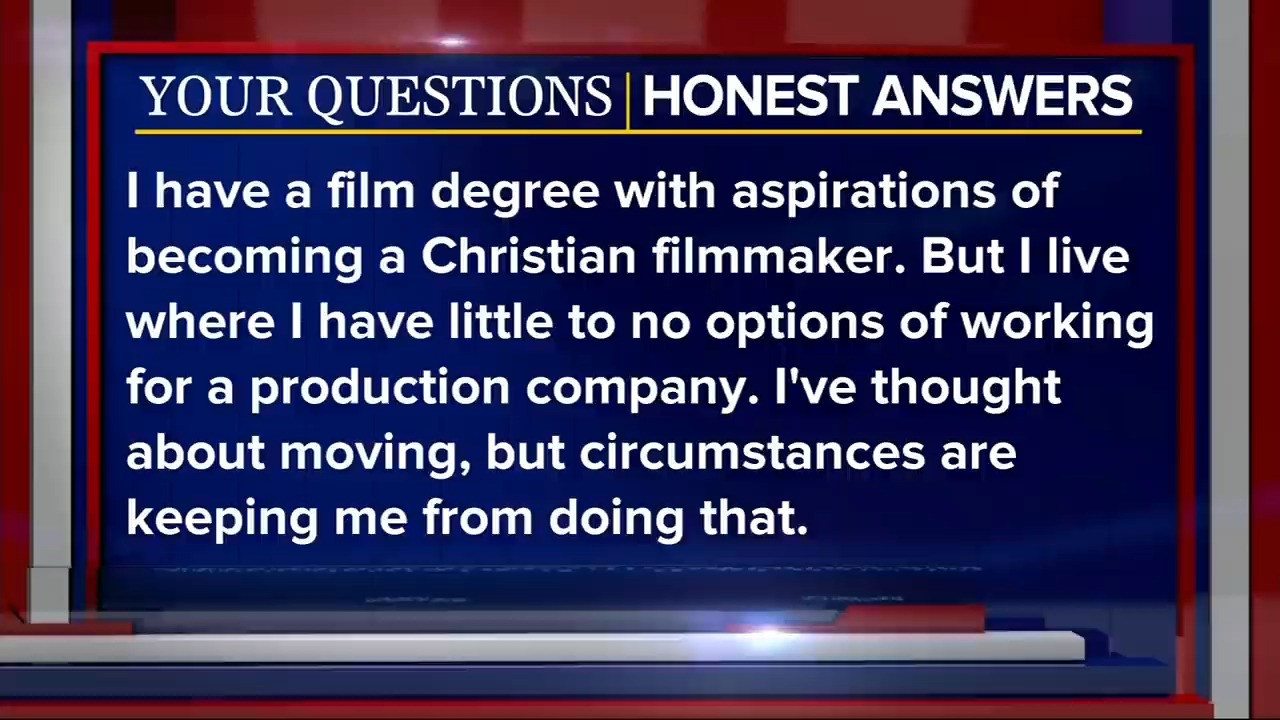 YOUR QUESTIONS | HONEST ANSWERS
I have a film degree with aspirations of
becoming a Christian filmmaker. But I live
where I have little to no options of working
for a production company. I've thought
about moving, but circumstances are
keeping me from doing that.